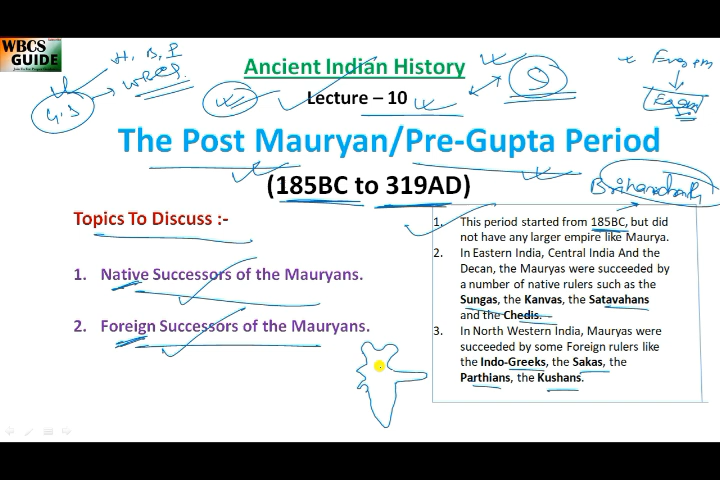 WBCS
GUIDE
H. B. I
WBCS
G.S
Ancient Indian History
Lecture – 10
The Post Mauryan/Pre-Gupta Period
(185BC to 319AD)
Topics To Discuss :-
1. Native Successors of the Mauryans.
2. Foreign Successors of the Mauryans.
1. This period started from 185BC, but did
not have any larger empire like Maurya.
2. In Eastern India, Central India And the
Decan, the Mauryas were succeeded by
a number of native rulers such as the
Sungas, the Kanvas, the Satavahans
and the Chedis.
3. In North Western India, Mauryas were
succeeded by some Foreign rulers like
the Indo-Greeks, the Sakas, the
Parthians, the Kushans.